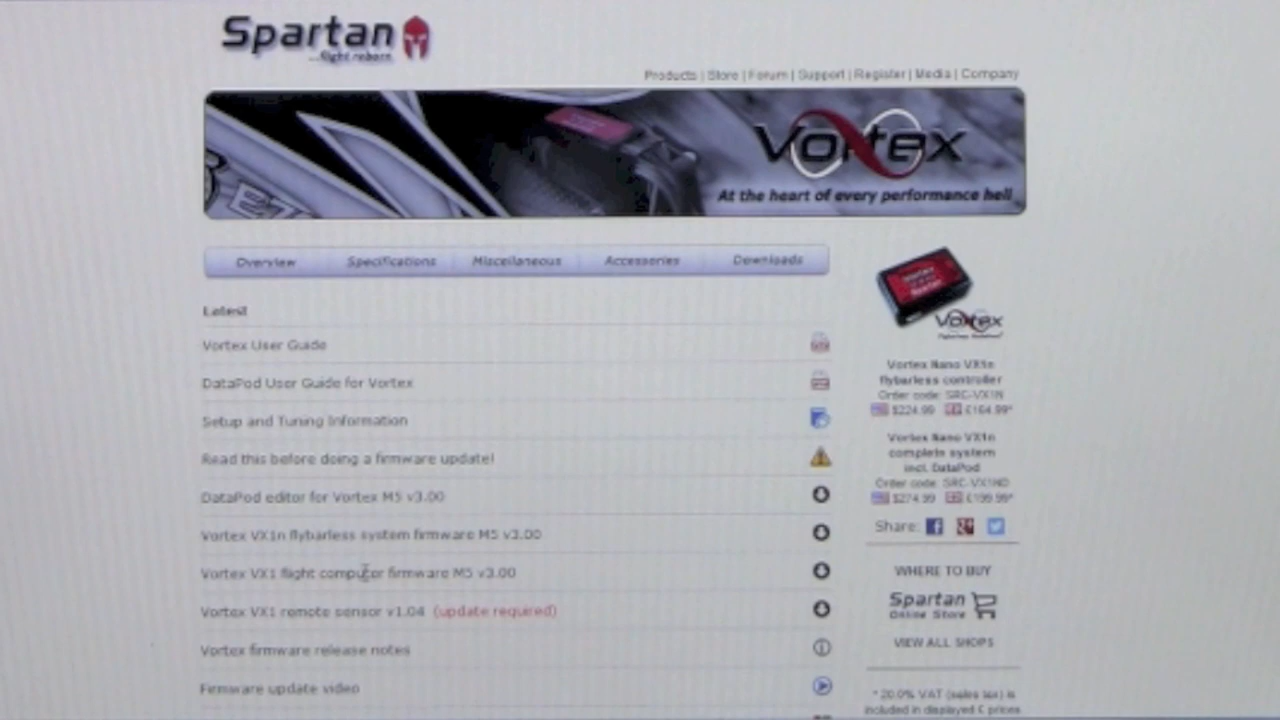 Spartan
...flight reborn
Products | Store | Forum | Support | Register | Media | Company
Vortex
At the heart of every performance heli
Overview Specifications Miscellaneous Accessories Downloads
Latest
Vortex User Guide
DataPod User Guide for Vortex
Setup and Tuning Information
Read this before doing a firmware update!
DataPod editor for Vortex M5 v3.00
Vortex VX1n flybarless system firmware M5 v3.00
Vortex VX1 flight computer firmware M5 v3.00
Vortex VX1 remote sensor v1.04 (update required)
Vortex firmware release notes
Firmware update video
Vortex
Vortex Nano VX1n
flybarless controller
Order code: SRC-VX1N
$224.99 £164.99*
Vortex Nano VX1n
complete system
incl. DataPod
Order code: SRC-VX1ND
$274.99 £199.99*
Share:
WHERE TO BUY
Spartan
Online Store
VIEW ALL SHOPS
* 20.0% VAT (sales tax) is
included in displayed £ prices